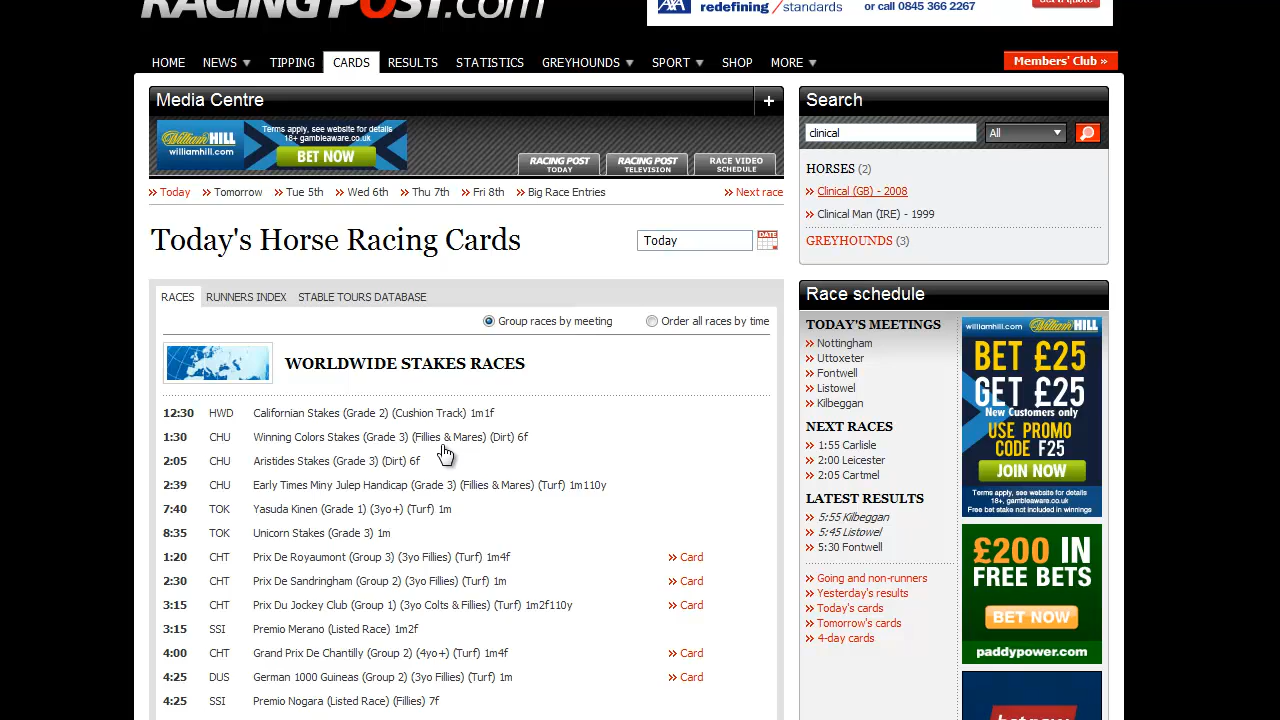 RACING POST.com
AXA
redefining / standards
or call 0845 366 2267
HOME NEWS TIPPING CARDS RESULTS STATISTICS GREYHOUNDS SPORT SHOP MORE
Members' Club »
Media Centre
+
William HILL
williamhill.com
Terms apply, see website for details
18+ gambleaware.co.uk
BET NOW
RACING POST
TODAY
RACING POST
TELEVISION
RACE VIDEO
SCHEDULE
Today Tomorrow Tue 5th Wed 6th Thu 7th Fri 8th Big Race Entries Next race
Today's Horse Racing Cards
Today
DATE
RACES RUNNERS INDEX STABLE TOURS DATABASE
Group races by meeting Order all races by time
WORLDWIDE STAKES RACES
12:30 HWD Californian Stakes (Grade 2) (Cushion Track) 1m1f
1:30 CHU Winning Colors Stakes (Grade 3) (Fillies & Mares) (Dirt) 6f
2:05 CHU Aristides Stakes (Grade 3) (Dirt) 6f
2:39 CHU Early Times Miny Julep Handicap (Grade 3) (Fillies & Mares) (Turf) 1m110y
7:40 TOK Yasuda Kinen (Grade 1) (3yo+) (Turf) 1m
8:35 TOK Unicorn Stakes (Grade 3) 1m
1:20 CHT Prix De Royaumont (Group 3) (3yo Fillies) (Turf) 1m4f Card
2:30 CHT Prix De Sandringham (Group 2) (3yo Fillies) (Turf) 1m Card
3:15 CHT Prix Du Jockey Club (Group 1) (3yo Colts & Fillies) (Turf) 1m2f110y Card
3:15 SSI Premio Merano (Listed Race) 1m2f
4:00 CHT Grand Prix De Chantilly (Group 2) (4yo+) (Turf) 1m4f Card
4:25 DUS German 1000 Guineas (Group 2) (3yo Fillies) (Turf) 1m Card
4:25 SSI Premio Nogara (Listed Race) (Fillies) 7f
Search
clinical All
HORSES (2)
Clinical (GB) - 2008
Clinical Man (IRE) - 1999
GREYHOUNDS (3)
Race schedule
TODAY'S MEETINGS
Nottingham
Uttoxeter
Fontwell
Listowel
Kilbeggan
NEXT RACES
1:55 Carlisle
2:00 Leicester
2:05 Cartmel
LATEST RESULTS
5:55 Kilbeggan
5:45 Listowel
5:30 Fontwell
Going and non-runners
Yesterday's results
Today's cards
Tomorrow's cards
4-day cards
williamhill.com William HILL
BET £25
GET £25
New Customers only
USE PROMO
CODE F25
JOIN NOW
Terms apply, see website for details
18+ gambleaware.co.uk
Free bet stake not included in winnings
£200 IN
FREE BETS
BET NOW
paddypower.com